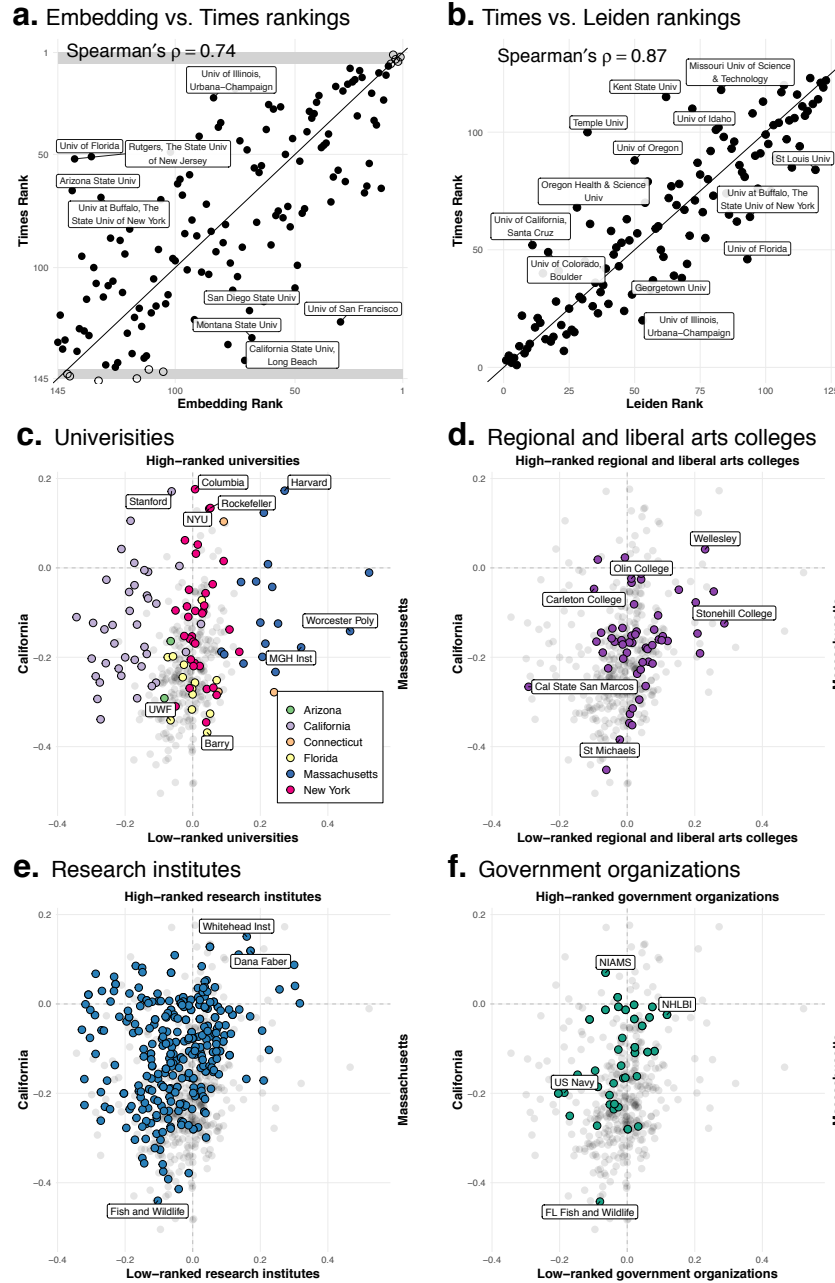 a. Embedding vs. Times rankings
Spearman's ρ = 0.74
Univ of Illinois,
Urbana−Champaign
Univ of Florida
Rutgers, The State Univ
of New Jersey
Arizona State Univ
Univ at Buffalo, The
State Univ of New York
San Diego State Univ
Univ of San Francisco
Montana State Univ
California State Univ,
Long Beach
Times Rank
1
50
100
145
145
100
50
1
Embedding Rank
b. Times vs. Leiden rankings
Spearman's ρ = 0.87
Missouri Univ of Science
& Technology
Kent State Univ
Temple Univ
Univ of Idaho
Univ of Oregon
St Louis Univ
Oregon Health & Science
Univ
Univ at Buffalo, The
State Univ of New York
Univ of California,
Santa Cruz
Univ of Florida
Univ of Colorado,
Boulder
Georgetown Univ
Univ of Illinois,
Urbana−Champaign
Times Rank
100
50
0
0
25
50
75
100
125
Leiden Rank
c. Univerisities
High−ranked universities
Columbia
Harvard
Stanford
Rockefeller
NYU
Worcester Poly
MGH Inst
UWF
Barry
Arizona
California
Connecticut
Florida
Massachusetts
New York
California
Massachusetts
0.2
0.0
−0.2
−0.4
−0.4
−0.2
0.0
0.2
0.4
Low−ranked universities
d. Regional and liberal arts colleges
High−ranked regional and liberal arts colleges
Wellesley
Olin College
Carleton College
Stonehill College
Cal State San Marcos
St Michaels
California
0.2
0.0
−0.2
−0.4
−0.4
−0.2
0.0
0.2
0.4
Low−ranked regional and liberal arts colleges
e. Research institutes
High−ranked research institutes
Whitehead Inst
Dana Faber
Fish and Wildlife
California
Massachusetts
0.2
0.0
−0.2
−0.4
−0.4
−0.2
0.0
0.2
0.4
Low−ranked research institutes
f. Government organizations
High−ranked government organizations
NIAMS
NHLBI
US Navy
FL Fish and Wildlife
California
0.2
0.0
−0.2
−0.4
−0.4
−0.2
0.0
0.2
0.4
Low−ranked government organizations